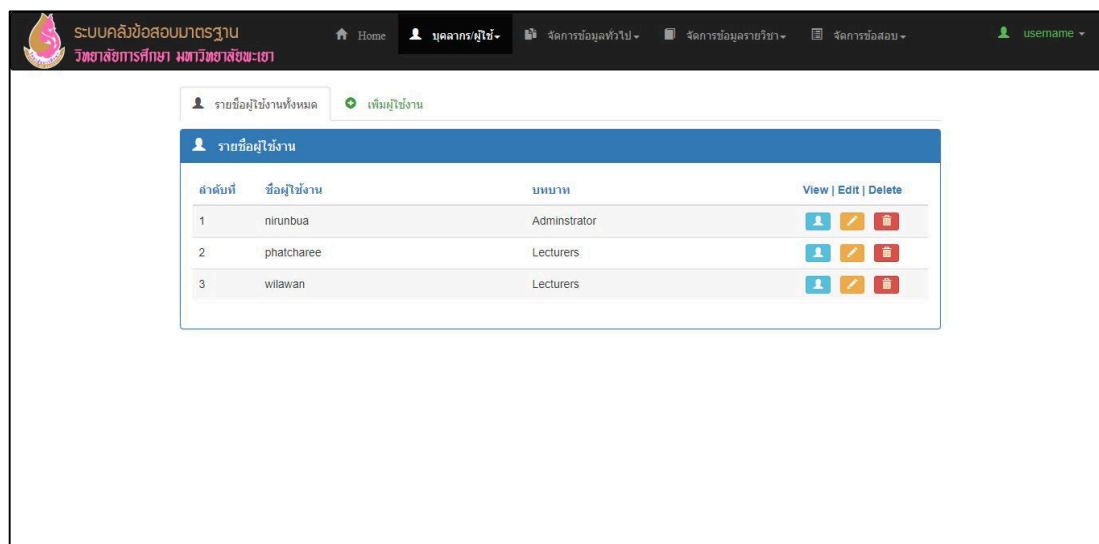 ระบบคลังข้อสอบมาตรฐาน
วิทยาลัยการศึกษา มหาวิทยาลัยพะเยา
Home บุคลากร/ผู้ใช้ จัดการข้อมูลทั่วไป จัดการข้อมูลรายวิชา จัดการข้อสอบ username
รายชื่อผู้ใช้งานทั้งหมด เพิ่มผู้ใช้งาน
รายชื่อผู้ใช้งาน
ลำดับที่ ชื่อผู้ใช้งาน บทบาท View | Edit | Delete
1 nirunbua Adminstrator
2 phatcharee Lecturers
3 wilawan Lecturers